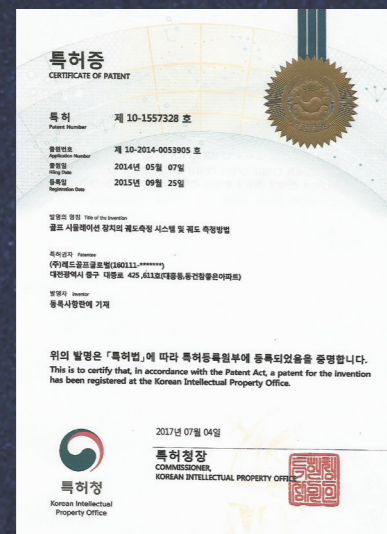 특허증
CERTIFICATE OF PATENT
특허 제 10-1557328 호
Patent Number
출원번호 제 10-2014-0053905 호
Application Number
출원일 2014년 05월 07일
Filing Date
등록일 2015년 09월 25일
Registration Date
발명의 명칭 Title of the Invention
골프 시뮬레이션 장치의 궤도측정 시스템 및 궤도 측정방법
특허권자 Patentee
(주)레드골프글로벌(160111-*******)
대전광역시 중구 대종로 425 ,611호(대흥동,동건참좋은아파트)
발명자 Inventor
등록사항란에 기재
위의 발명은 「특허법」에 따라 특허등록원부에 등록되었음을 증명합니다.
This is to certify that, in accordance with the Patent Act, a patent for the invention
has been registered at the Korean Intellectual Property Office.
2017년 07월 04일
특허청장
COMMISSIONER,
KOREAN INTELLECTUAL PROPERTY OFFICE
특허청
Korean Intellectual
Property Office